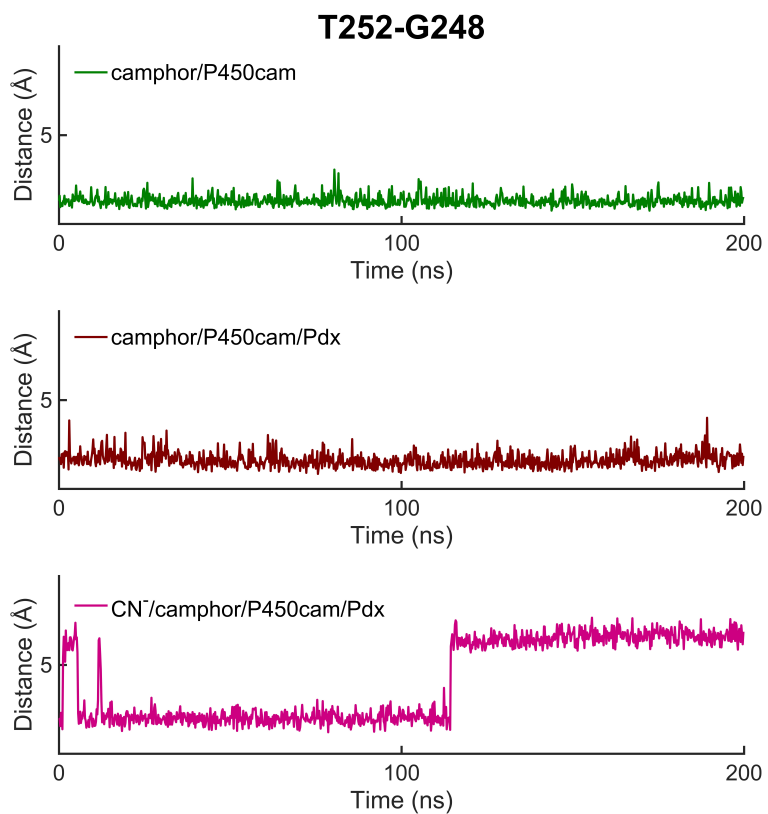 T252-G248
camphor/P450cam
Distance (Å)
5
0 100 200
Time (ns)
camphor/P450cam/Pdx
Distance (Å)
5
0 100 200
Time (ns)
CN⁻/camphor/P450cam/Pdx
Distance (Å)
5
0 100 200
Time (ns)